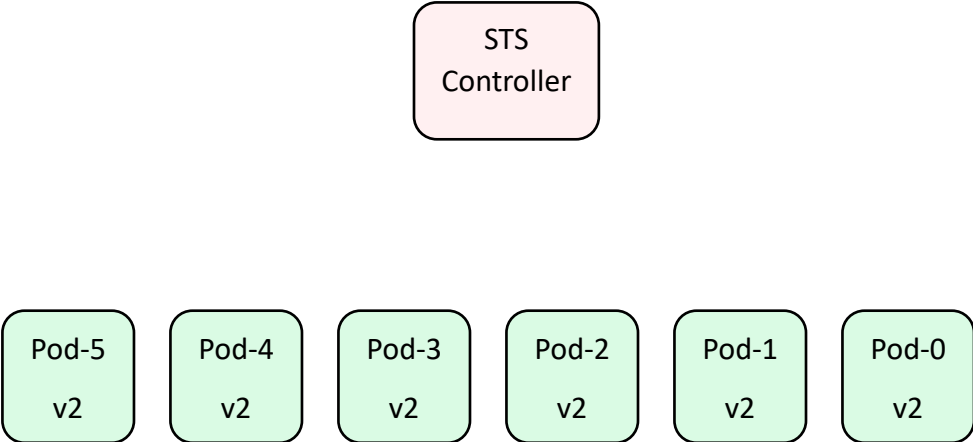 STS
Controller
Pod-5
v2
Pod-4
v2
Pod-3
v2
Pod-2
v2
Pod-1
v2
Pod-0
v2